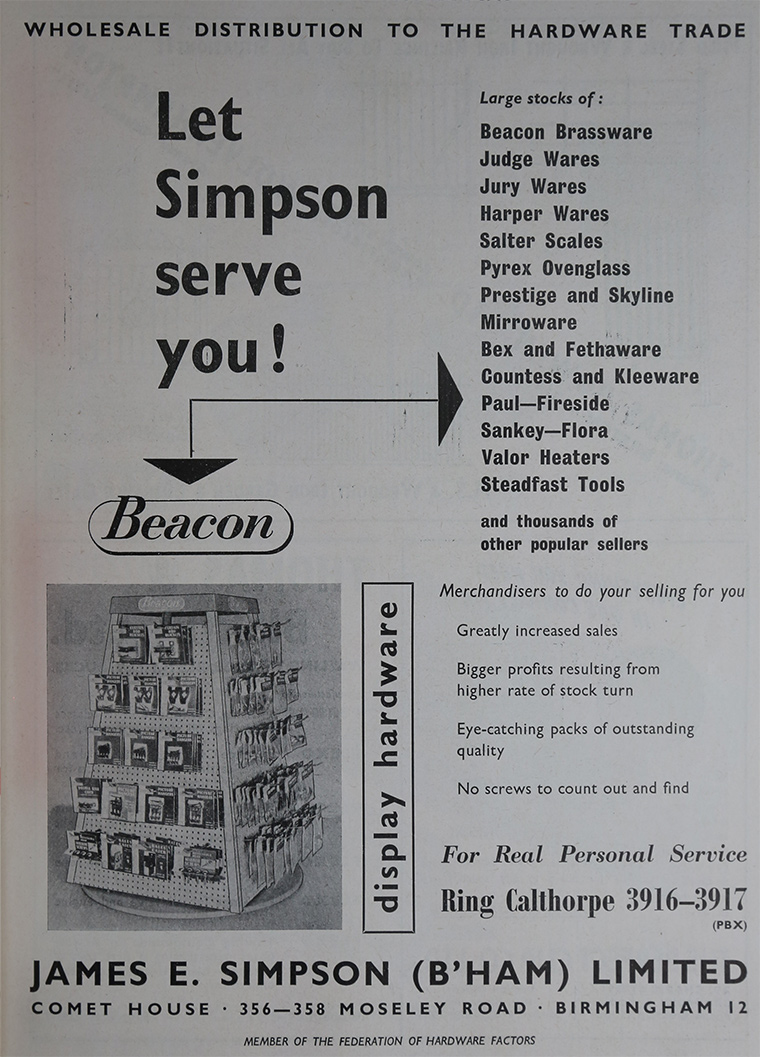 WHOLESALE DISTRIBUTION TO THE HARDWARE TRADE
Let
Simpson
serve
you!
Large stocks of:
Beacon Brassware
Judge Wares
Jury Wares
Harper Wares
Salter Scales
Pyrex Ovenglass
Prestige and Skyline
Mirroware
Bex and Fethaware
Countess and Kleeware
Paul—Fireside
Sankey—Flora
Valor Heaters
Steadfast Tools
and thousands of
other popular sellers
Beacon
Beacon
display hardware
Merchandisers to do your selling for you
Greatly increased sales
Bigger profits resulting from
higher rate of stock turn
Eye-catching packs of outstanding
quality
No screws to count out and find
For Real Personal Service
Ring Calthorpe 3916–3917
(PBX)
JAMES E. SIMPSON (B'HAM) LIMITED
COMET HOUSE · 356—358 MOSELEY ROAD · BIRMINGHAM 12
MEMBER OF THE FEDERATION OF HARDWARE FACTORS